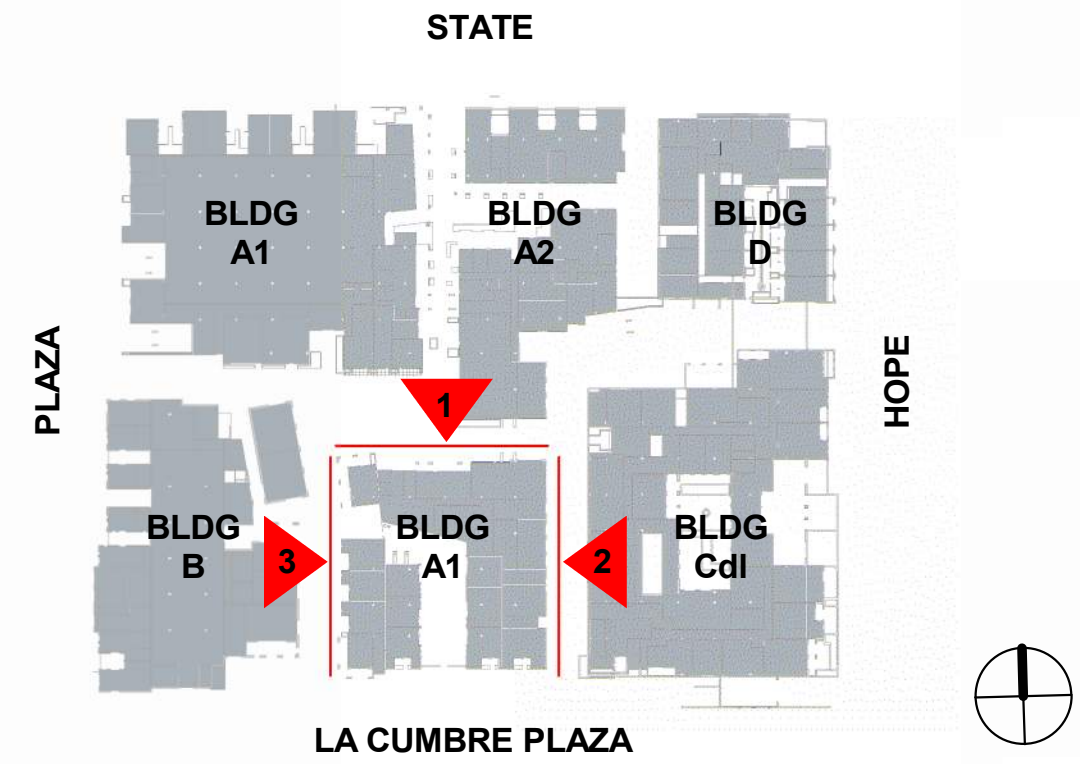 STATE
BLDG
A1
BLDG
A2
BLDG
D
PLAZA
HOPE
1
BLDG
B
3
BLDG
A1
2
BLDG
CdI
LA CUMBRE PLAZA